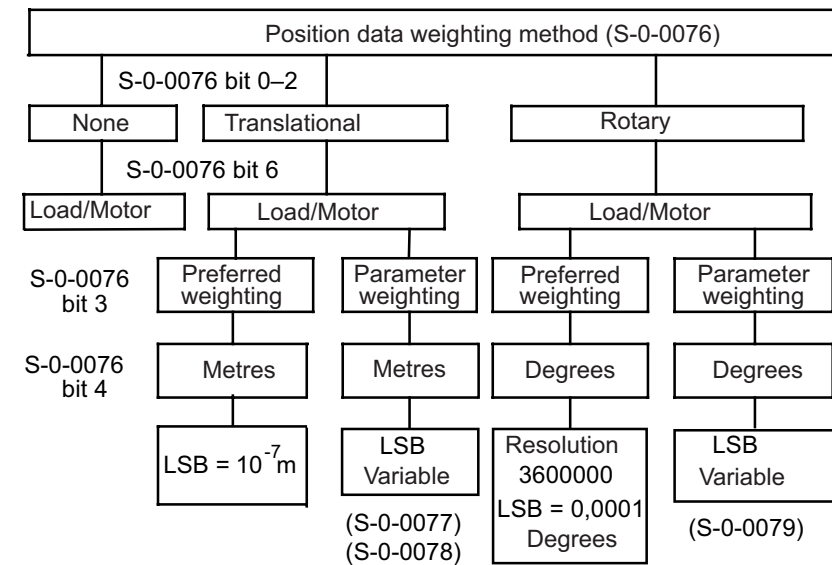 Position data weighting method (S-0-0076)
S-0-0076 bit 0–2
None
Translational
Rotary
S-0-0076 bit 6
Load/Motor
Load/Motor
Load/Motor
S-0-0076
bit 3
Preferred
weighting
Parameter
weighting
Preferred
weighting
Parameter
weighting
S-0-0076
bit 4
Metres
Metres
Degrees
Degrees
LSB = 10⁻⁷m
LSB
Variable
Resolution
3600000
LSB = 0,0001
Degrees
LSB
Variable
(S-0-0077)
(S-0-0078)
(S-0-0079)